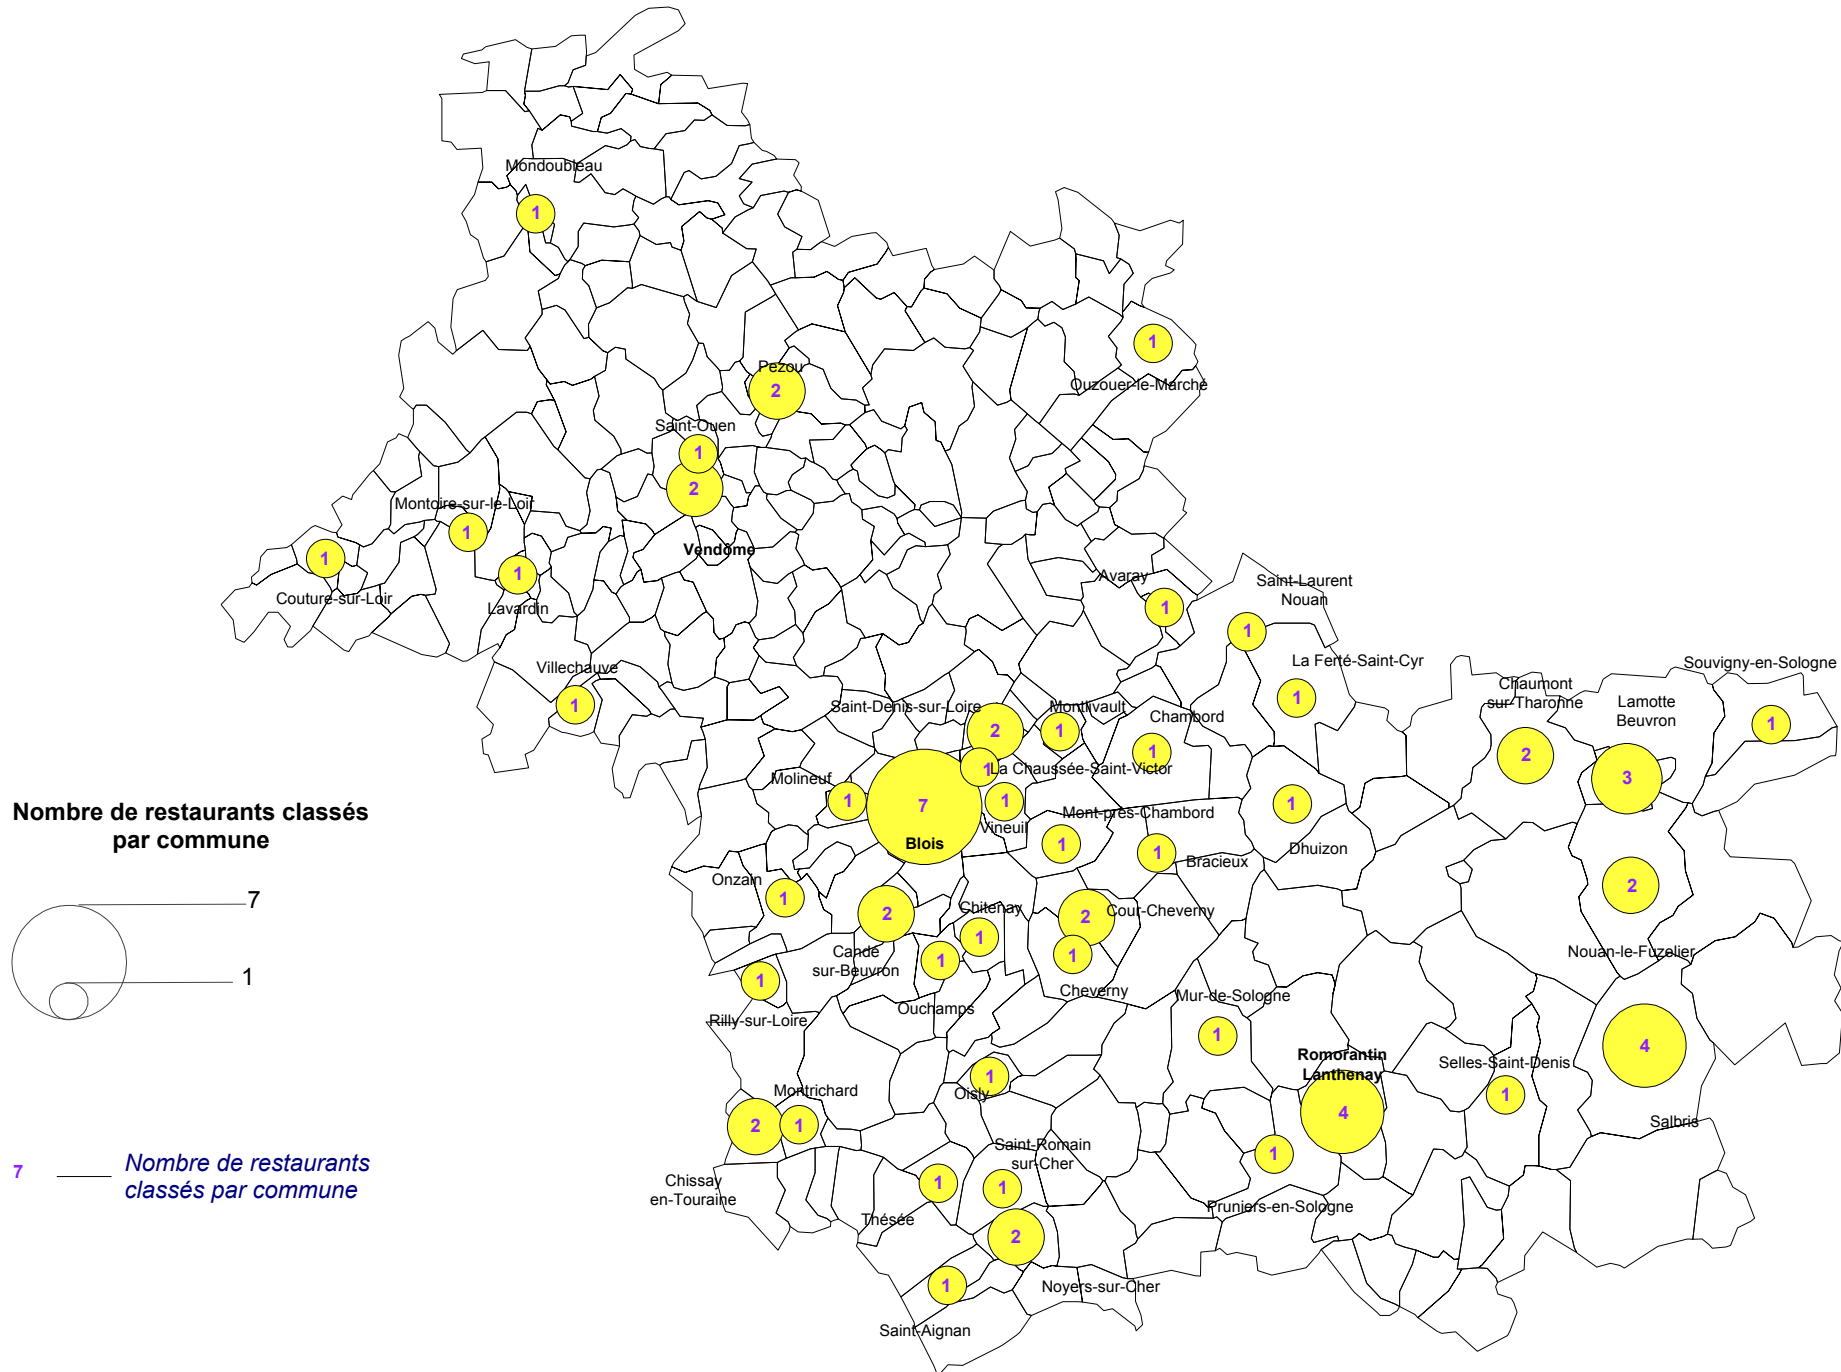 Mondoubleau
1
1
Ouzouer-le-Marché
Pezou
2
Saint-Ouen
1
2
Vendôme
Montoire-sur-le-Loir
1
1
Couture-sur-Loir
1
Lavardin
Avaray
1
Saint-Laurent
Nouan
1
La Ferté-Saint-Cyr
1
Villechauve
1
Souvigny-en-Sologne
1
Chaumont
sur-Tharonne
2
Lamotte
Beuvron
3
Saint-Denis-sur-Loire
2
Montlivault
1
Chambord
1
1
La Chaussée-Saint-Victor
Molineuf
1
7
Blois
1
Vineuil
Mont-près-Chambord
1
1
Bracieux
1
Dhuizon
Nombre de restaurants classés
par commune
7
1
7
Nombre de restaurants
classés par commune
Onzain
1
2
Candé
sur-Beuvron
Chitenay
1
2
Cour-Cheverny
1
Cheverny
2
Nouan-le-Fuzelier
1
Ouchamps
1
Rilly-sur-Loire
Mur-de-Sologne
1
4
Salbris
Romorantin
Lanthenay
4
Selles-Saint-Denis
1
1
Oisly
Montrichard
2
1
Chissay
en-Touraine
Saint-Romain
sur-Cher
1
1
Thésée
1
Pruniers-en-Sologne
2
Noyers-sur-Cher
1
Saint-Aignan